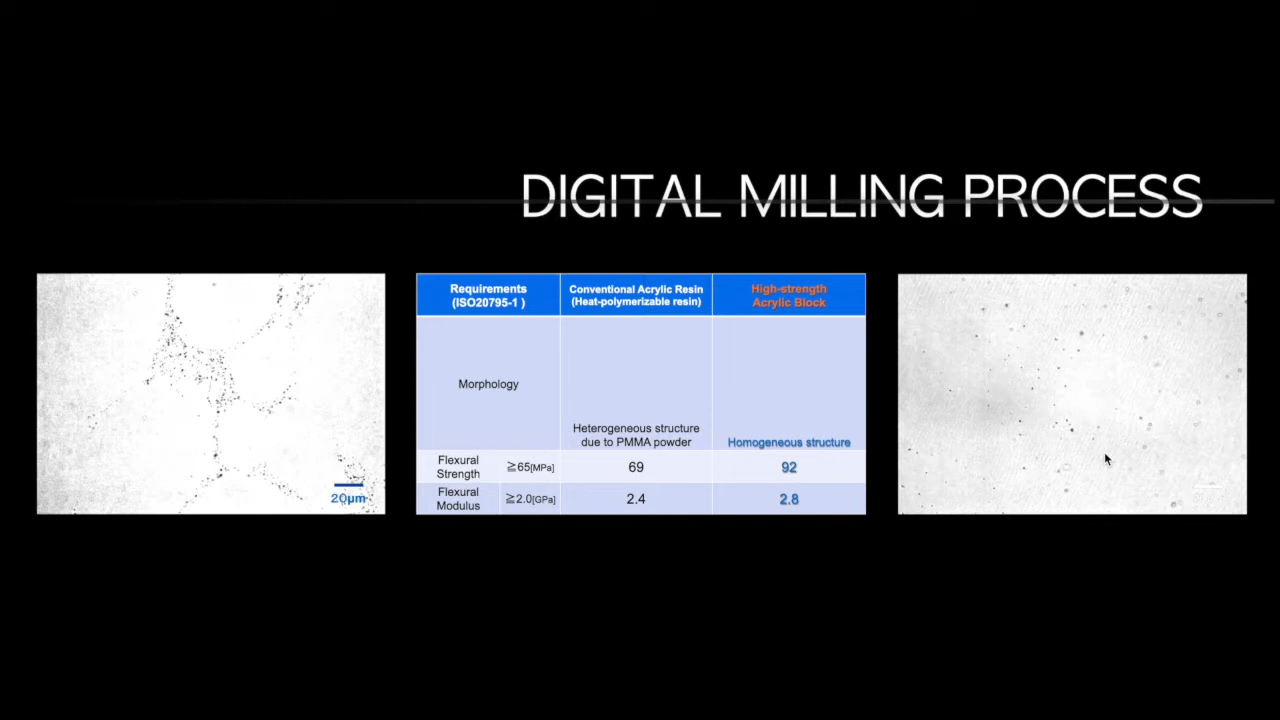 DIGITAL MILLING PROCESS
20μm
Requirements
(ISO20795-1 )
Conventional Acrylic Resin
(Heat-polymerizable resin)
High-strength
Acrylic Block
Morphology
Heterogeneous structure
due to PMMA powder
Homogeneous structure
Flexural
Strength
≧65[MPa]
69
92
Flexural
Modulus
≧2.0[GPa]
2.4
2.8